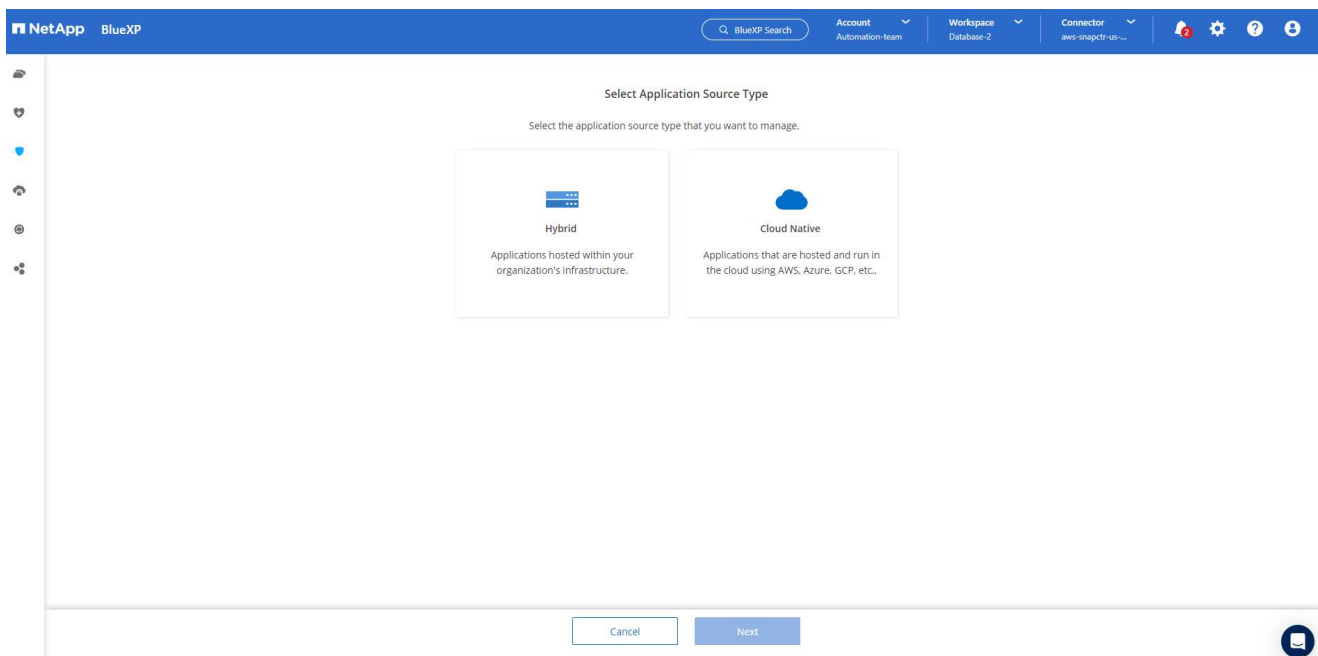 NetApp BlueXP
BlueXP Search
Account
Automation-team
Workspace
Database-2
Connector
aws-snapctr-us-...
2
Select Application Source Type
Select the application source type that you want to manage.
Hybrid
Applications hosted within your
organization's infrastructure.
Cloud Native
Applications that are hosted and run in
the cloud using AWS, Azure, GCP, etc.,
Cancel
Next